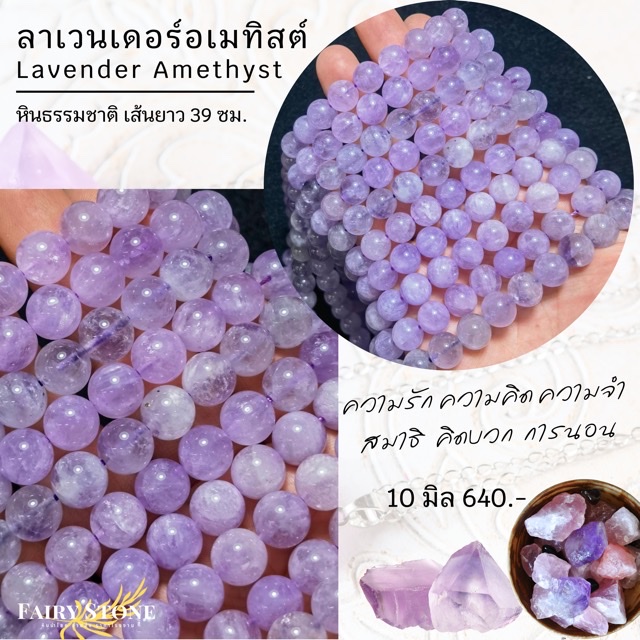 ลาเวนเดอร์อเมทิสต์
Lavender Amethyst
หินธรรมชาติ เส้นยาว 39 ซม.
ความรัก ความคิด ความจำ
สมาธิ คิดบวก การนอน
10 มิล 640.-
FAIRY STONE